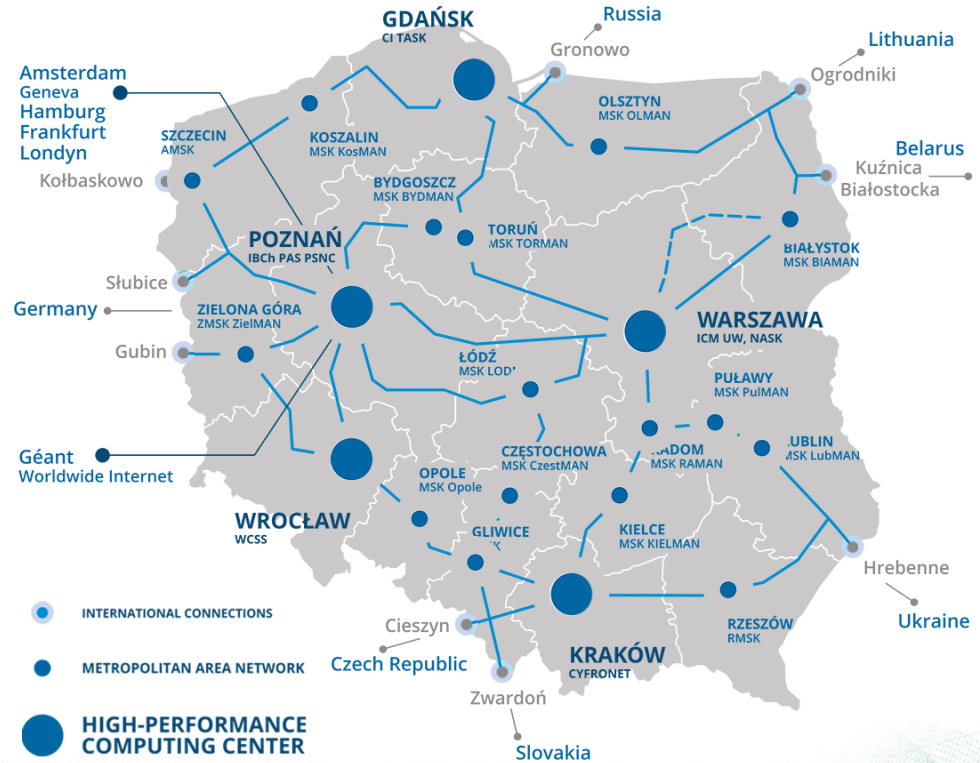 GDAŃSK
CI TASK
Russia
Gronowo
Lithuania
Ogrodniki
Amsterdam
Geneva
Hamburg
Frankfurt
Londyn
SZCZECIN
AMSK
KOSZALIN
MSK KosMAN
OLSZTYN
MSK OLMAN
Belarus
Kuźnica
Białostocka
Kołbaskowo
BYDGOSZCZ
MSK BYDMAN
TORUŃ
MSK TORMAN
BIAŁYSTOK
MSK BIAMAN
POZNAŃ
IBCh PAS PSNC
Słubice
Germany
ZIELONA GÓRA
ZMSK ZielMAN
WARSZAWA
ICM UW, NASK
Gubin
ŁÓDŹ
MSK
PUŁAWY
MSK PulMAN
Géant
Worldwide Internet
CZĘSTOCHOWA
MSK CzestMAN
RADOM
MSK RAMAN
LUBLIN
MSK LubMAN
OPOLE
MSK Opole
WROCŁAW
WCSS
GLIWICE
KIELCE
MSK KIELMAN
Hrebenne
Ukraine
INTERNATIONAL CONNECTIONS
Cieszyn
Czech Republic
RZESZÓW
RMSK
METROPOLITAN AREA NETWORK
KRAKÓW
CYFRONET
Zwardoń
Slovakia
HIGH-PERFORMANCE
COMPUTING CENTER